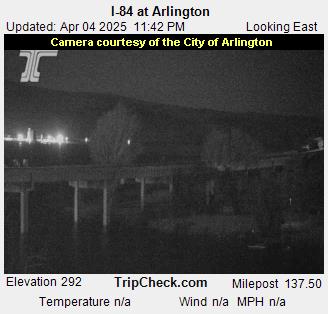 I-84 at Arlington
Updated: Apr 04 2025 11:42 PM Looking East
Camera courtesy of the City of Arlington
Elevation 292 TripCheck.com Milepost 137.50
Temperature n/a Wind n/a MPH n/a